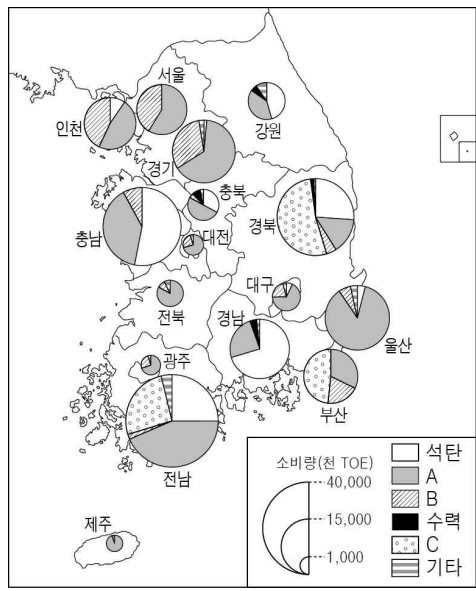 서울
인천
강원
경기
충북
경북
충남
대전
대구
전북
경남
울산
광주
부산
전남
제주
소비량(천 TOE)
40,000
15,000
1,000
석탄
A
B
수력
C
기타